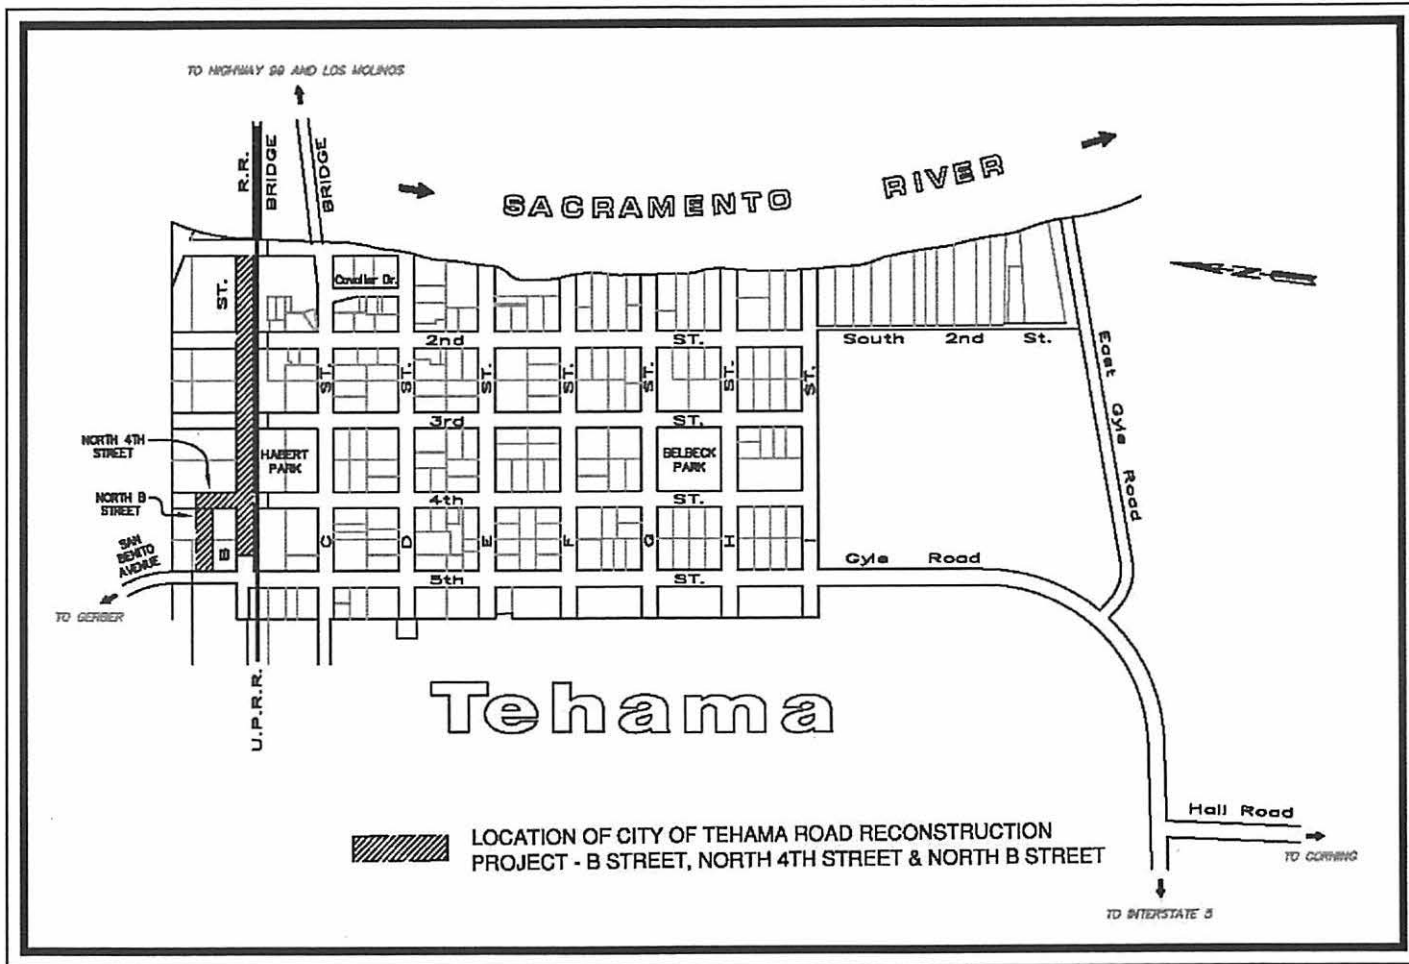 TO HIGHWAY 99 AND LOS MOLINOS
R.R.
BRIDGE
BRIDGE
SACRAMENTO RIVER
N
ST.
Cavalier Dr.
2nd ST.
South 2nd St.
ST.
ST.
ST.
ST.
ST.
ST.
ST.
East Gyle Road
3rd ST.
NORTH 4TH
STREET
HABERT
PARK
BELBECK
PARK
NORTH B
STREET
4th ST.
SAN
BENITO
AVENUE
B
C
D
E
F
G
H
I
Gyle Road
5th ST.
TO GERBER
U.P.R.R.
Tehama
Hall Road
LOCATION OF CITY OF TEHAMA ROAD RECONSTRUCTION
PROJECT - B STREET, NORTH 4TH STREET & NORTH B STREET
TO CORNING
TO INTERSTATE 5